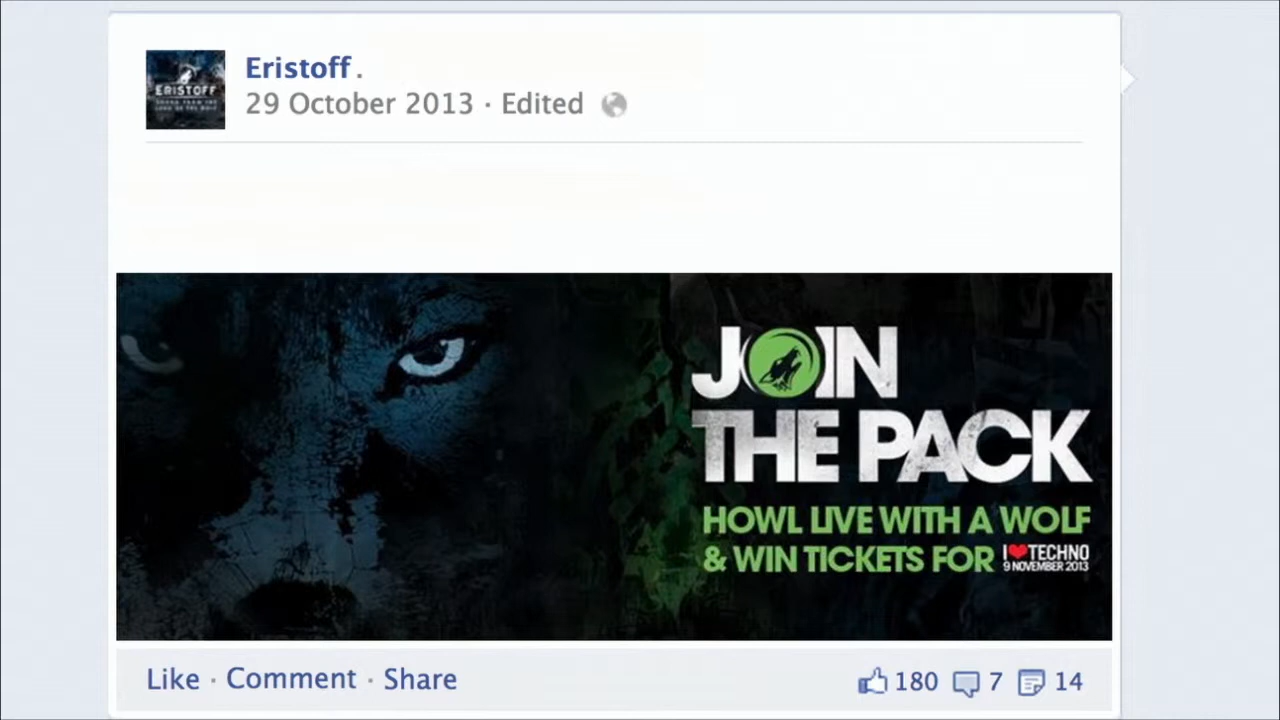 Eristoff.
29 October 2013 · Edited
ERISTOFF
JOIN
THE PACK
HOWL LIVE WITH A WOLF
& WIN TICKETS FOR I❤TECHNO
9 NOVEMBER 2013
Like · Comment · Share
180 7 14